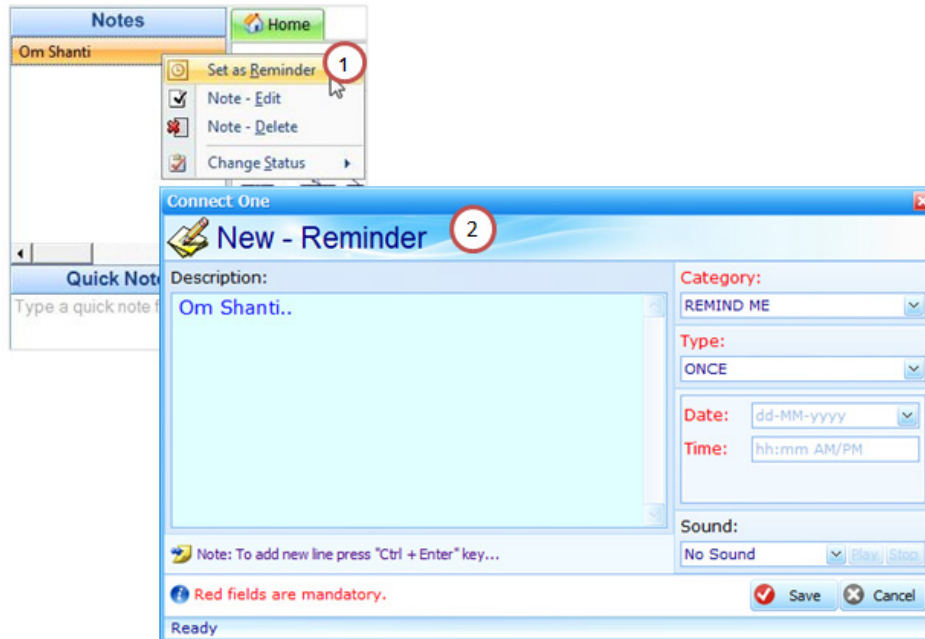 Notes
Home
Om Shanti
Set as Reminder
1
Note - Edit
Note - Delete
Change Status
Connect One
New - Reminder
2
Quick Note
Type a quick note f
Description:
Om Shanti..
Category:
REMIND ME
Type:
ONCE
Date:
dd-MM-yyyy
Time:
hh:mm AM/PM
Sound:
No Sound
Play
Stop
Note: To add new line press "Ctrl + Enter" key...
Red fields are mandatory.
Save
Cancel
Ready